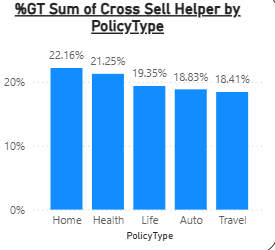 %GT Sum of Cross Sell Helper by
PolicyType
22.16%
21.25%
19.35%
18.83%
18.41%
20%
10%
0%
Home Health Life Auto Travel
PolicyType